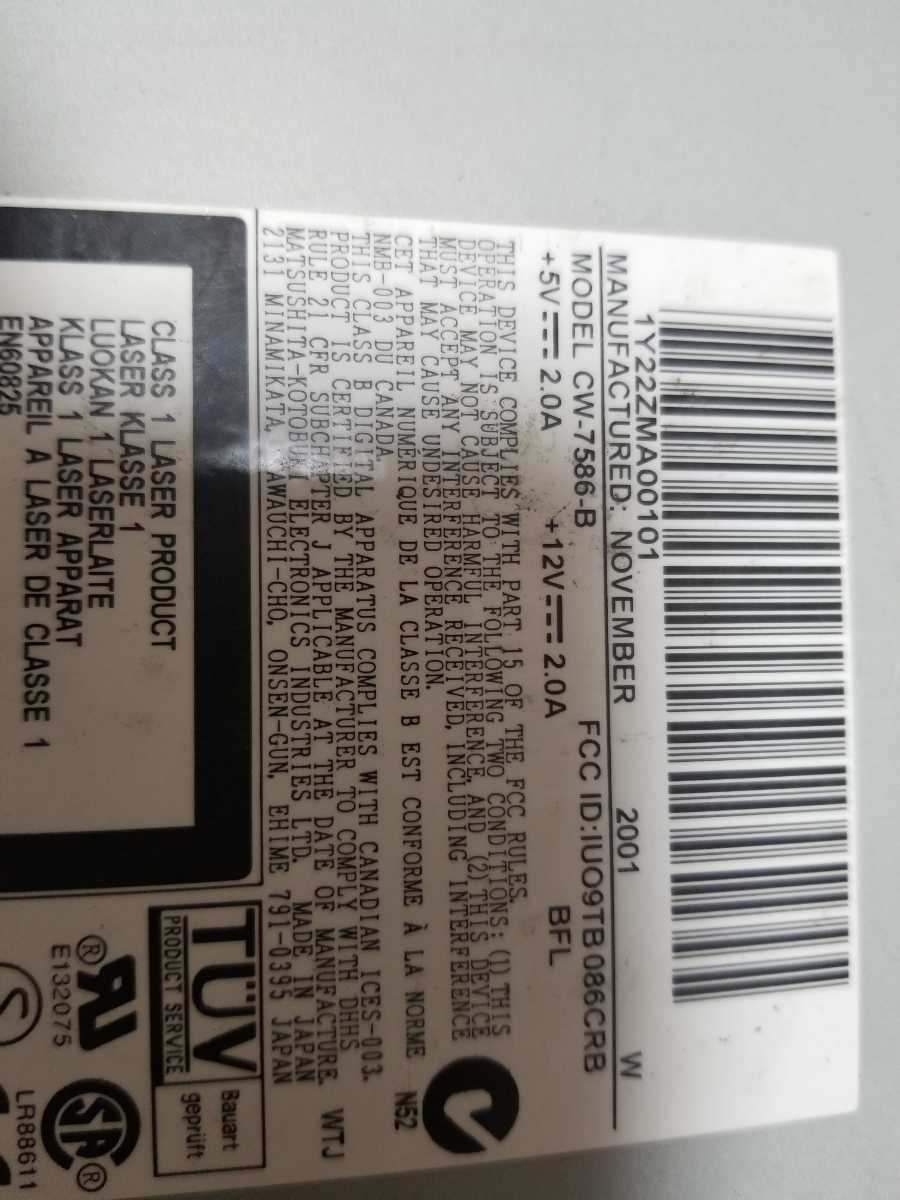 1Y22ZMA00101
MANUFACTURED: NOVEMBER 2001 W
MODEL CW-7586-B FCC ID:IUO9TB086CRB
+5V 2.0A +12V 2.0A BFL
THIS DEVICE COMPLIES WITH PART 15 OF THE FCC RULES.
OPERATION IS SUBJECT TO THE FOLLOWING TWO CONDITIONS: (1) THIS
DEVICE MAY NOT CAUSE HARMFUL INTERFERENCE, AND (2) THIS DEVICE
MUST ACCEPT ANY INTERFERENCE RECEIVED, INCLUDING INTERFERENCE
THAT MAY CAUSE UNDESIRED OPERATION.
CET APPAREIL NUMÉRIQUE DE LA CLASSE B EST CONFORME À LA NORME
NMB-003 DU CANADA.
THIS CLASS B DIGITAL APPARATUS COMPLIES WITH CANADIAN ICES-003.
PRODUCT IS CERTIFIED BY THE MANUFACTURER TO COMPLY WITH DHHS
RULE 21 CFR SUBCHAPTER J APPLICABLE AT THE DATE OF MANUFACTURE.
MATSUSHITA-KOTOBUKI ELECTRONICS INDUSTRIES LTD. MADE IN JAPAN
2131 MINAMIKATA, KAWAUCHI-CHO, ONSEN-GUN, EHIME 791-0395 JAPAN
N52
WTJ
CLASS 1 LASER PRODUCT
LASER KLASSE 1
LUOKAN 1 LASERLAITE
KLASS 1 LASER APPARAT
APPAREIL A LASER DE CLASSE 1
EN60825
TÜV
PRODUCT SERVICE
Bauart
geprüft
E132075
LR88611